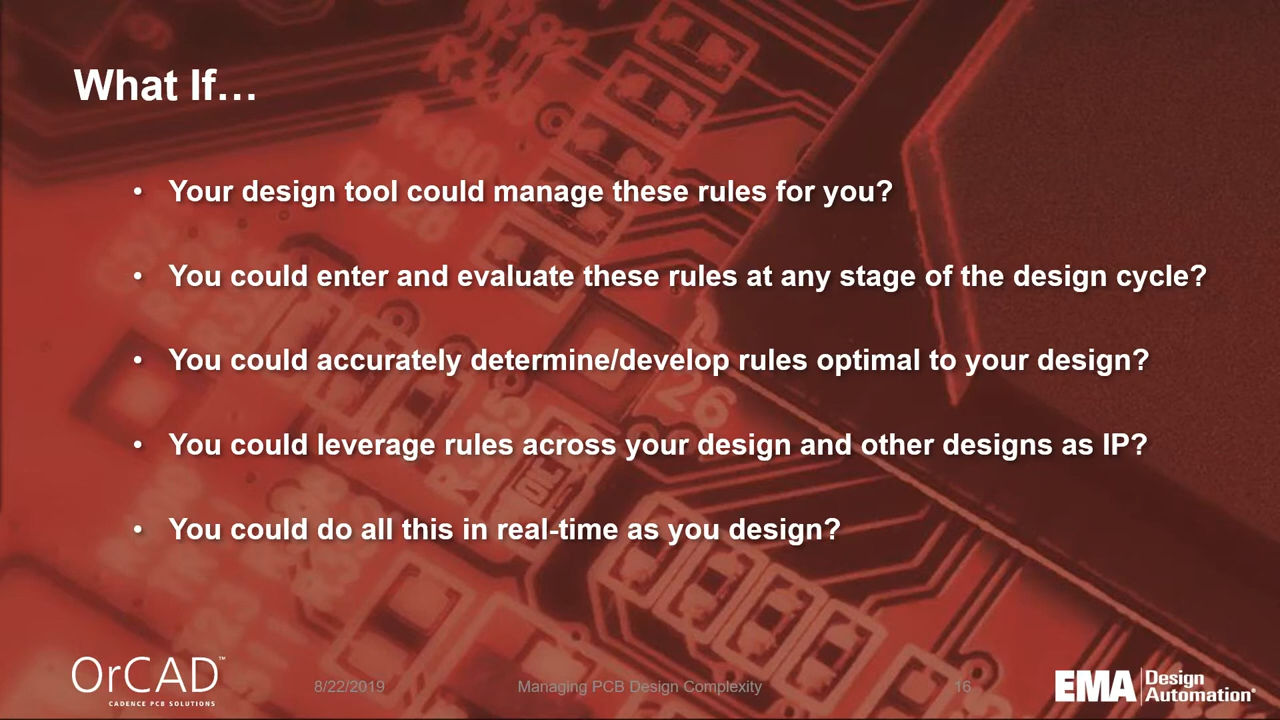 What If…
• Your design tool could manage these rules for you?
• You could enter and evaluate these rules at any stage of the design cycle?
• You could accurately determine/develop rules optimal to your design?
• You could leverage rules across your design and other designs as IP?
• You could do all this in real-time as you design?
OrCAD™
CADENCE PCB SOLUTIONS
8/22/2019
Managing PCB Design Complexity
16
EMA Design
Automation®